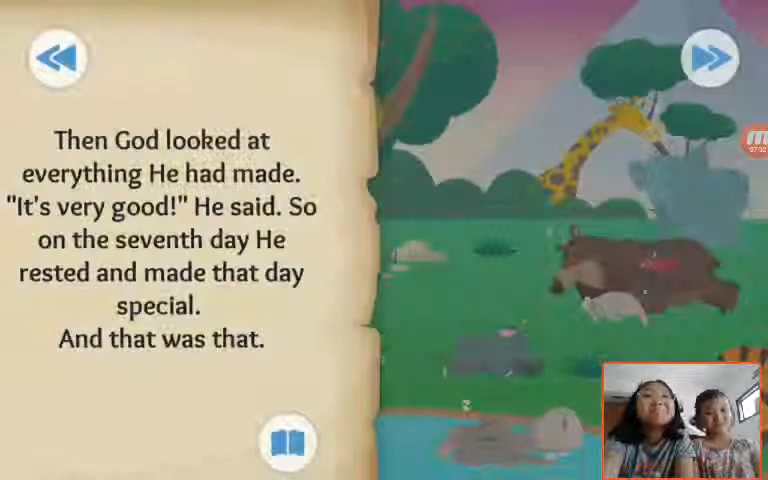 Then God looked at
everything He had made.
"It's very good!" He said. So
on the seventh day He
rested and made that day
special.
And that was that.